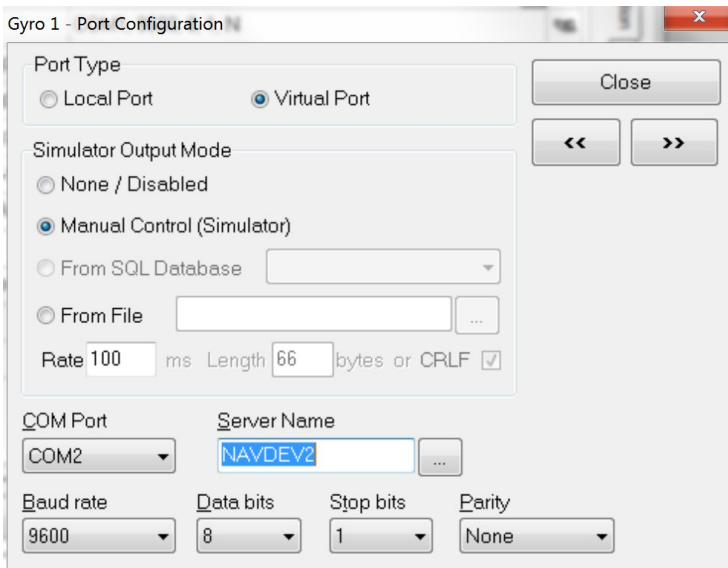 Gyro 1 - Port Configuration
Port Type
Local Port Virtual Port
Close
<< >>
Simulator Output Mode
None / Disabled
Manual Control (Simulator)
From SQL Database
From File ...
Rate 100 ms Length 66 bytes or CRLF
COM Port Server Name
COM2 NAVDEV2 ...
Baud rate Data bits Stop bits Parity
9600 8 1 None